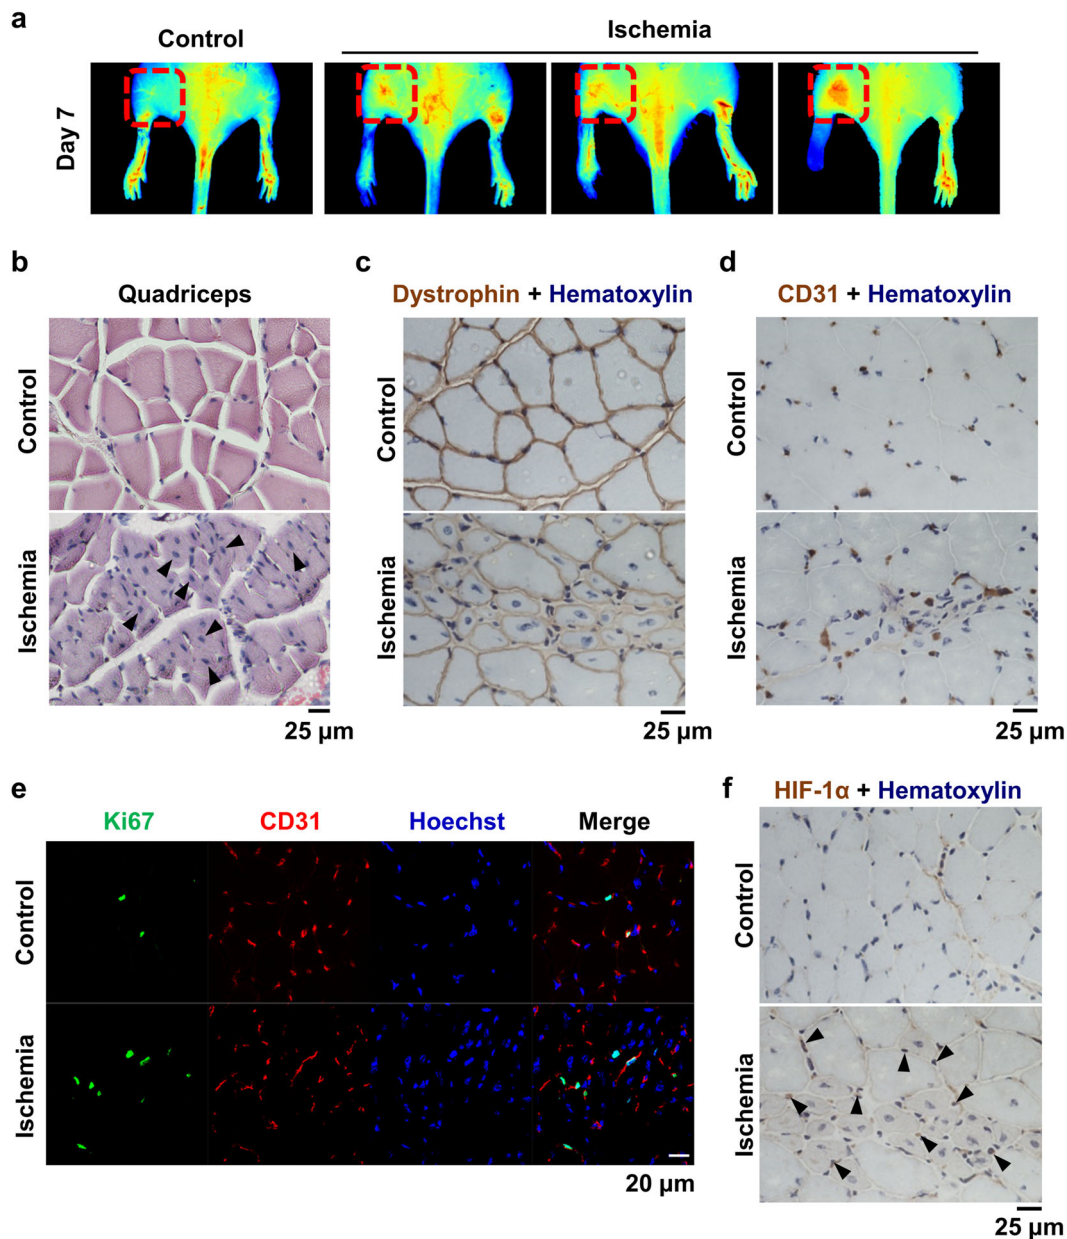 a
Control
Ischemia
Day 7
b
Quadriceps
Control
Ischemia
25 µm
c
Dystrophin + Hematoxylin
Control
Ischemia
25 µm
d
CD31 + Hematoxylin
Control
Ischemia
25 µm
e
Ki67 CD31 Hoechst Merge
Control
Ischemia
20 µm
f
HIF-1α + Hematoxylin
Control
Ischemia
25 µm